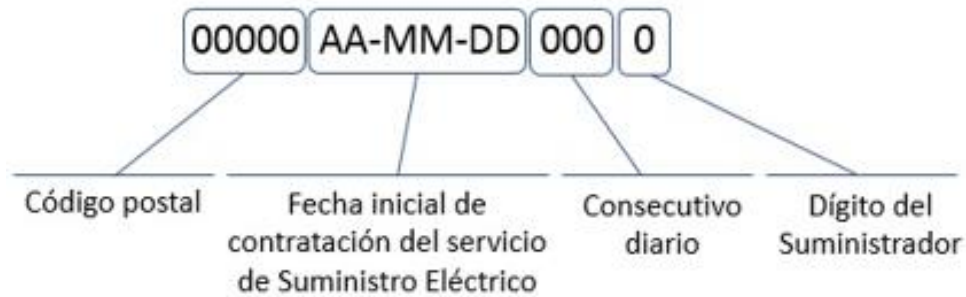 00000 AA-MM-DD 000 0
Código postal
Fecha inicial de
contratación del servicio
de Suministro Eléctrico
Consecutivo
diario
Dígito del
Suministrador